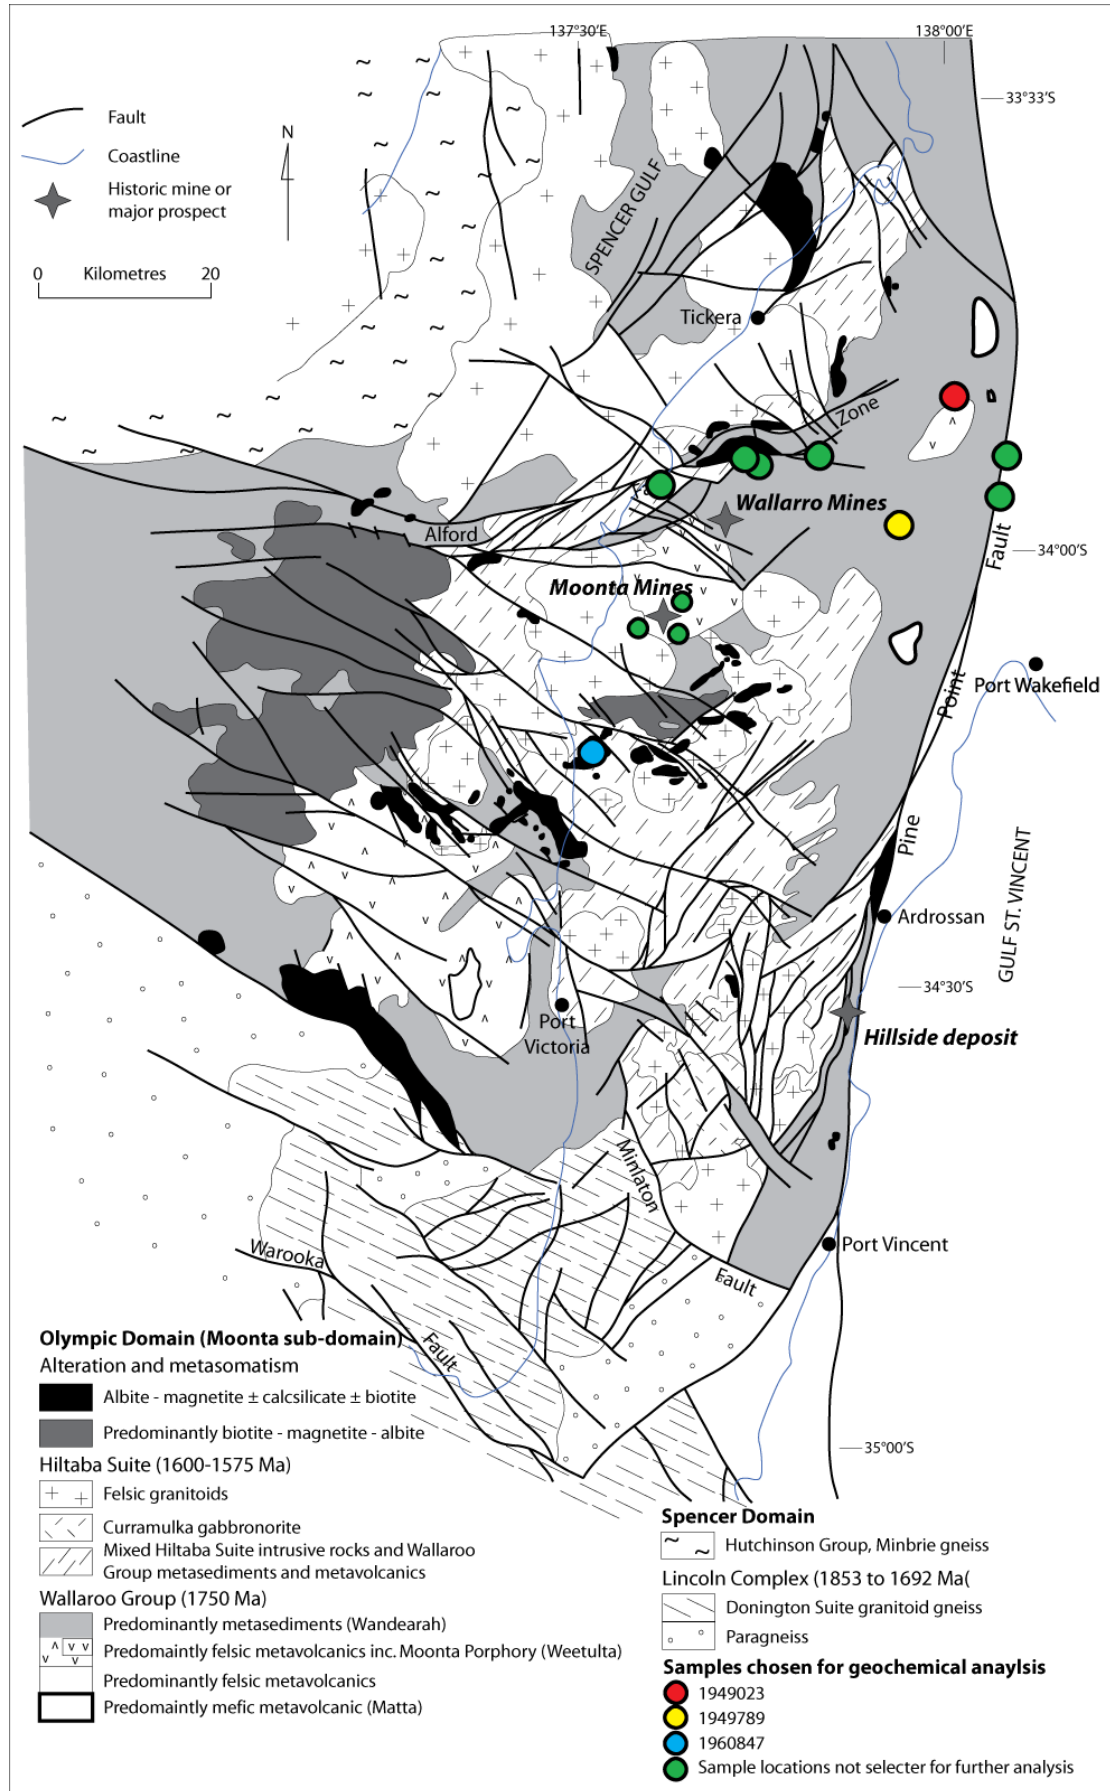 137°30'E
138°00'E
33°33'S
Fault
Coastline
Historic mine or
major prospect
N
0 Kilometres 20
SPENCER GULF
Tickera
Zone
Wallarro Mines
Alford
Fault
34°00'S
Moonta Mines
Point
Port Wakefield
Pine
Ardrossan
GULF ST. VINCENT
34°30'S
Port
Victoria
Hillside deposit
Minlaton
Port Vincent
Warooka
Fault
Fault
35°00'S
Olympic Domain (Moonta sub-domain)
Alteration and metasomatism
Albite - magnetite ± calcsilicate ± biotite
Predominantly biotite - magnetite - albite
Hiltaba Suite (1600-1575 Ma)
Felsic granitoids
Curramulka gabbronorite
Mixed Hiltaba Suite intrusive rocks and Wallaroo
Group metasediments and metavolcanics
Wallaroo Group (1750 Ma)
Predominantly metasediments (Wandearah)
Predomaintly felsic metavolcanics inc. Moonta Porphory (Weetulta)
Predominantly felsic metavolcanics
Predomaintly mefic metavolcanic (Matta)
Spencer Domain
Hutchinson Group, Minbrie gneiss
Lincoln Complex (1853 to 1692 Ma(
Donington Suite granitoid gneiss
Paragneiss
Samples chosen for geochemical anaylsis
1949023
1949789
1960847
Sample locations not selecter for further analysis